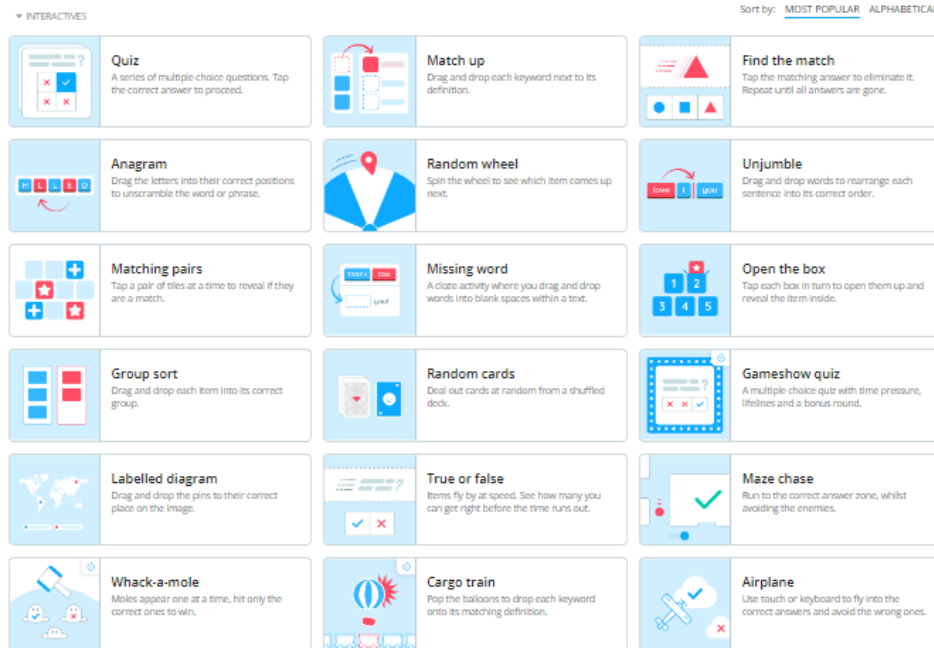 INTERACTIVES
Sort by: MOST POPULAR
Quiz
A series of multiple choice questions. Tap
the correct answer to proceed.
Match up
Drag and drop each keyword next to its
definition.
Find the match
Tap the matching answer to eliminate it.
Repeat until all answers are gone.
H L L E O
Anagram
Drag the letters into their correct positions
to unscramble the word or phrase.
Random wheel
Spin the wheel to see which item comes up
next.
love I you
Unjumble
Drag and drop words to rearrange each
sentence into its correct order.
Matching pairs
Tap a pair of tiles at a time to reveal if they
are a match.
you!
Missing word
A cloze activity where you drag and drop
words into blank spaces within a text.
1 2
3 4 5
Open the box
Tap each box in turn to open them up and
reveal the item inside.
Group sort
Drag and drop each item into its correct
group.
Random cards
Deal out cards at random from a shuffled
deck.
Gameshow quiz
A multiple choice quiz with time pressure,
lifelines and a bonus round.
Labelled diagram
Drag and drop the pins to their correct
place on the image.
True or false
Items fly by at speed. See how many you
can get right before the time runs out.
Maze chase
Run to the correct answer zone, whilst
avoiding the enemies.
Whack-a-mole
Moles appear one at a time, hit only the
correct ones to win.
Cargo train
Pop the balloons to drop each keyword
onto its matching definition.
Airplane
Use touch or keyboard to fly into the
correct answers and avoid the wrong ones.